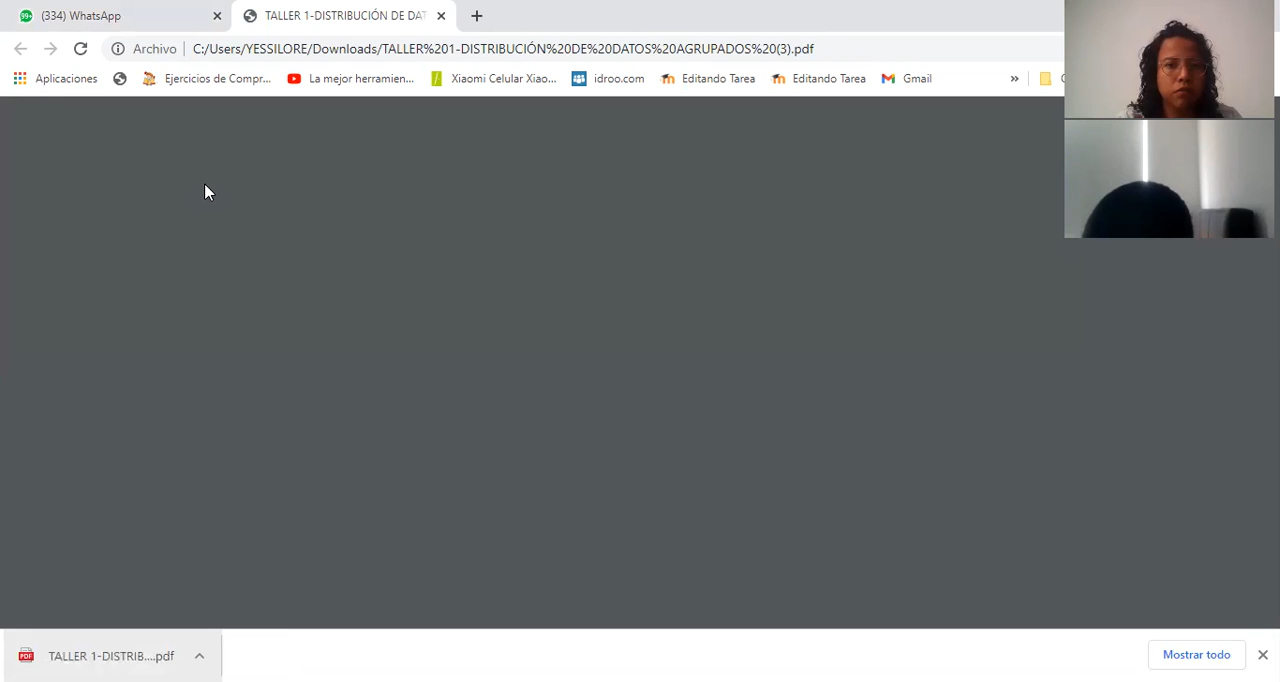 99+ (334) WhatsApp
TALLER 1-DISTRIBUCIÓN DE DAT
Archivo C:/Users/YESSILORE/Downloads/TALLER%201-DISTRIBUCIÓN%20DE%20DATOS%20AGRUPADOS%20(3).pdf
Aplicaciones Ejercicios de Compr... La mejor herramien... Xiaomi Celular Xiao... idroo.com Editando Tarea Editando Tarea Gmail »
PDF TALLER 1-DISTRIB....pdf
Mostrar todo